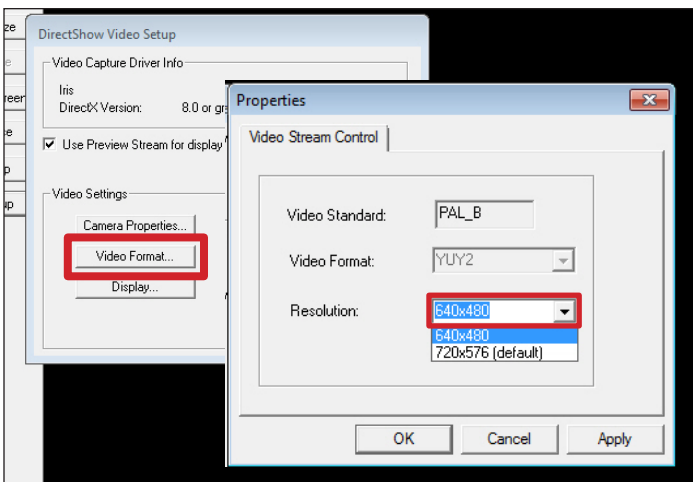 ze
e
reen
e
p
up
DirectShow Video Setup
Video Capture Driver Info
Iris
DirectX Version: 8.0 or gr
Use Preview Stream for display
Video Settings
Camera Properties...
Video Format...
Display...
Properties
Video Stream Control
Video Standard: PAL_B
Video Format: YUY2
Resolution: 640x480
640x480
720x576 (default)
OK Cancel Apply